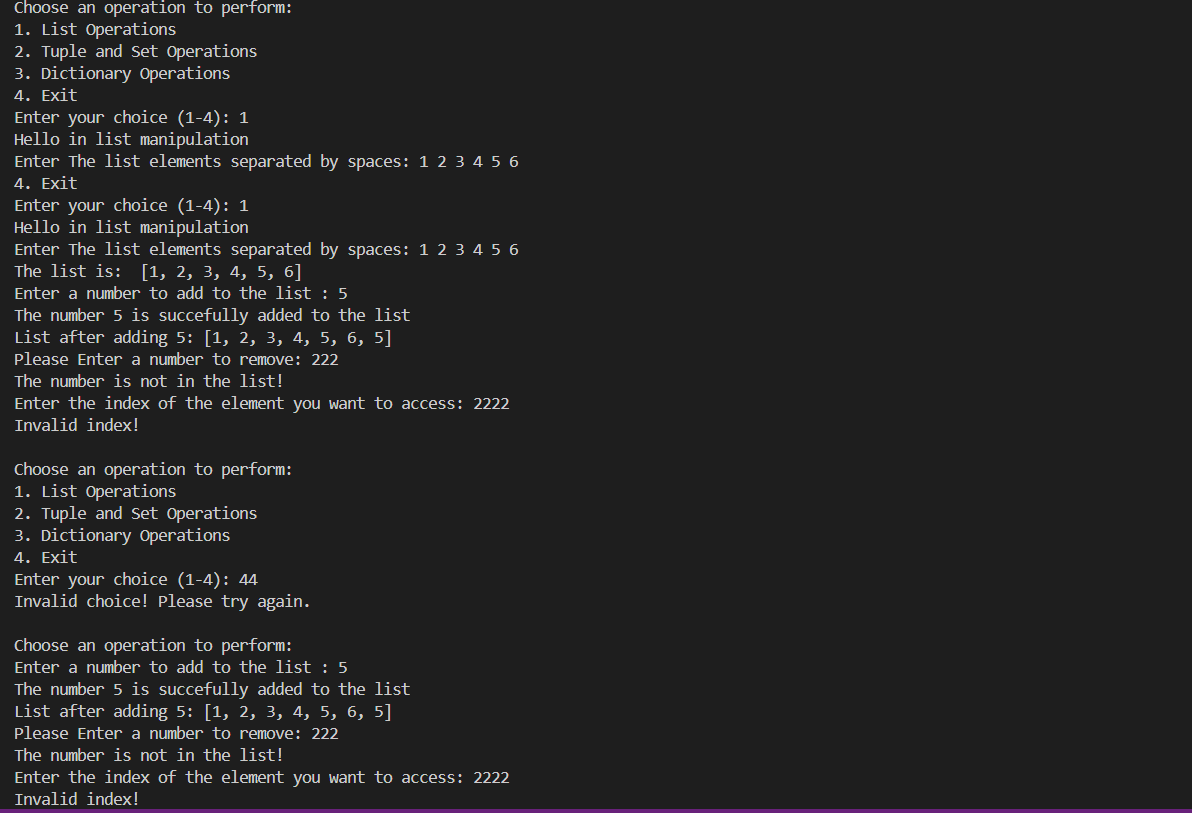 Choose an operation to perform:
1. List Operations
2. Tuple and Set Operations
3. Dictionary Operations
4. Exit
Enter your choice (1-4): 1
Hello in list manipulation
Enter The list elements separated by spaces: 1 2 3 4 5 6
4. Exit
Enter your choice (1-4): 1
Hello in list manipulation
Enter The list elements separated by spaces: 1 2 3 4 5 6
The list is:  [1, 2, 3, 4, 5, 6]
Enter a number to add to the list : 5
The number 5 is succefully added to the list
List after adding 5: [1, 2, 3, 4, 5, 6, 5]
Please Enter a number to remove: 222
The number is not in the list!
Enter the index of the element you want to access: 2222
Invalid index!

Choose an operation to perform:
1. List Operations
2. Tuple and Set Operations
3. Dictionary Operations
4. Exit
Enter your choice (1-4): 44
Invalid choice! Please try again.

Choose an operation to perform:
Enter a number to add to the list : 5
The number 5 is succefully added to the list
List after adding 5: [1, 2, 3, 4, 5, 6, 5]
Please Enter a number to remove: 222
The number is not in the list!
Enter the index of the element you want to access: 2222
Invalid index!